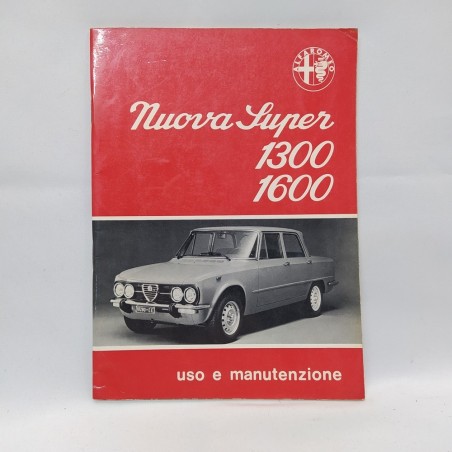 ALFA ROMEO
Nuova Super
1300
1600
uso e manutenzione